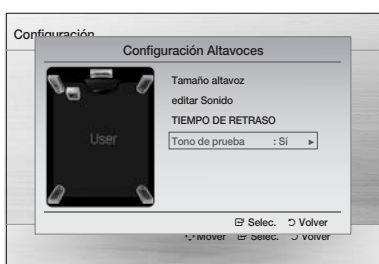 Configuración
Configuración Altavoces
User
Tamaño altavoz
editar Sonido
TIEMPO DE RETRASO
Tono de prueba : Sí ►
Selec. Volver
Mover Selec. Volver